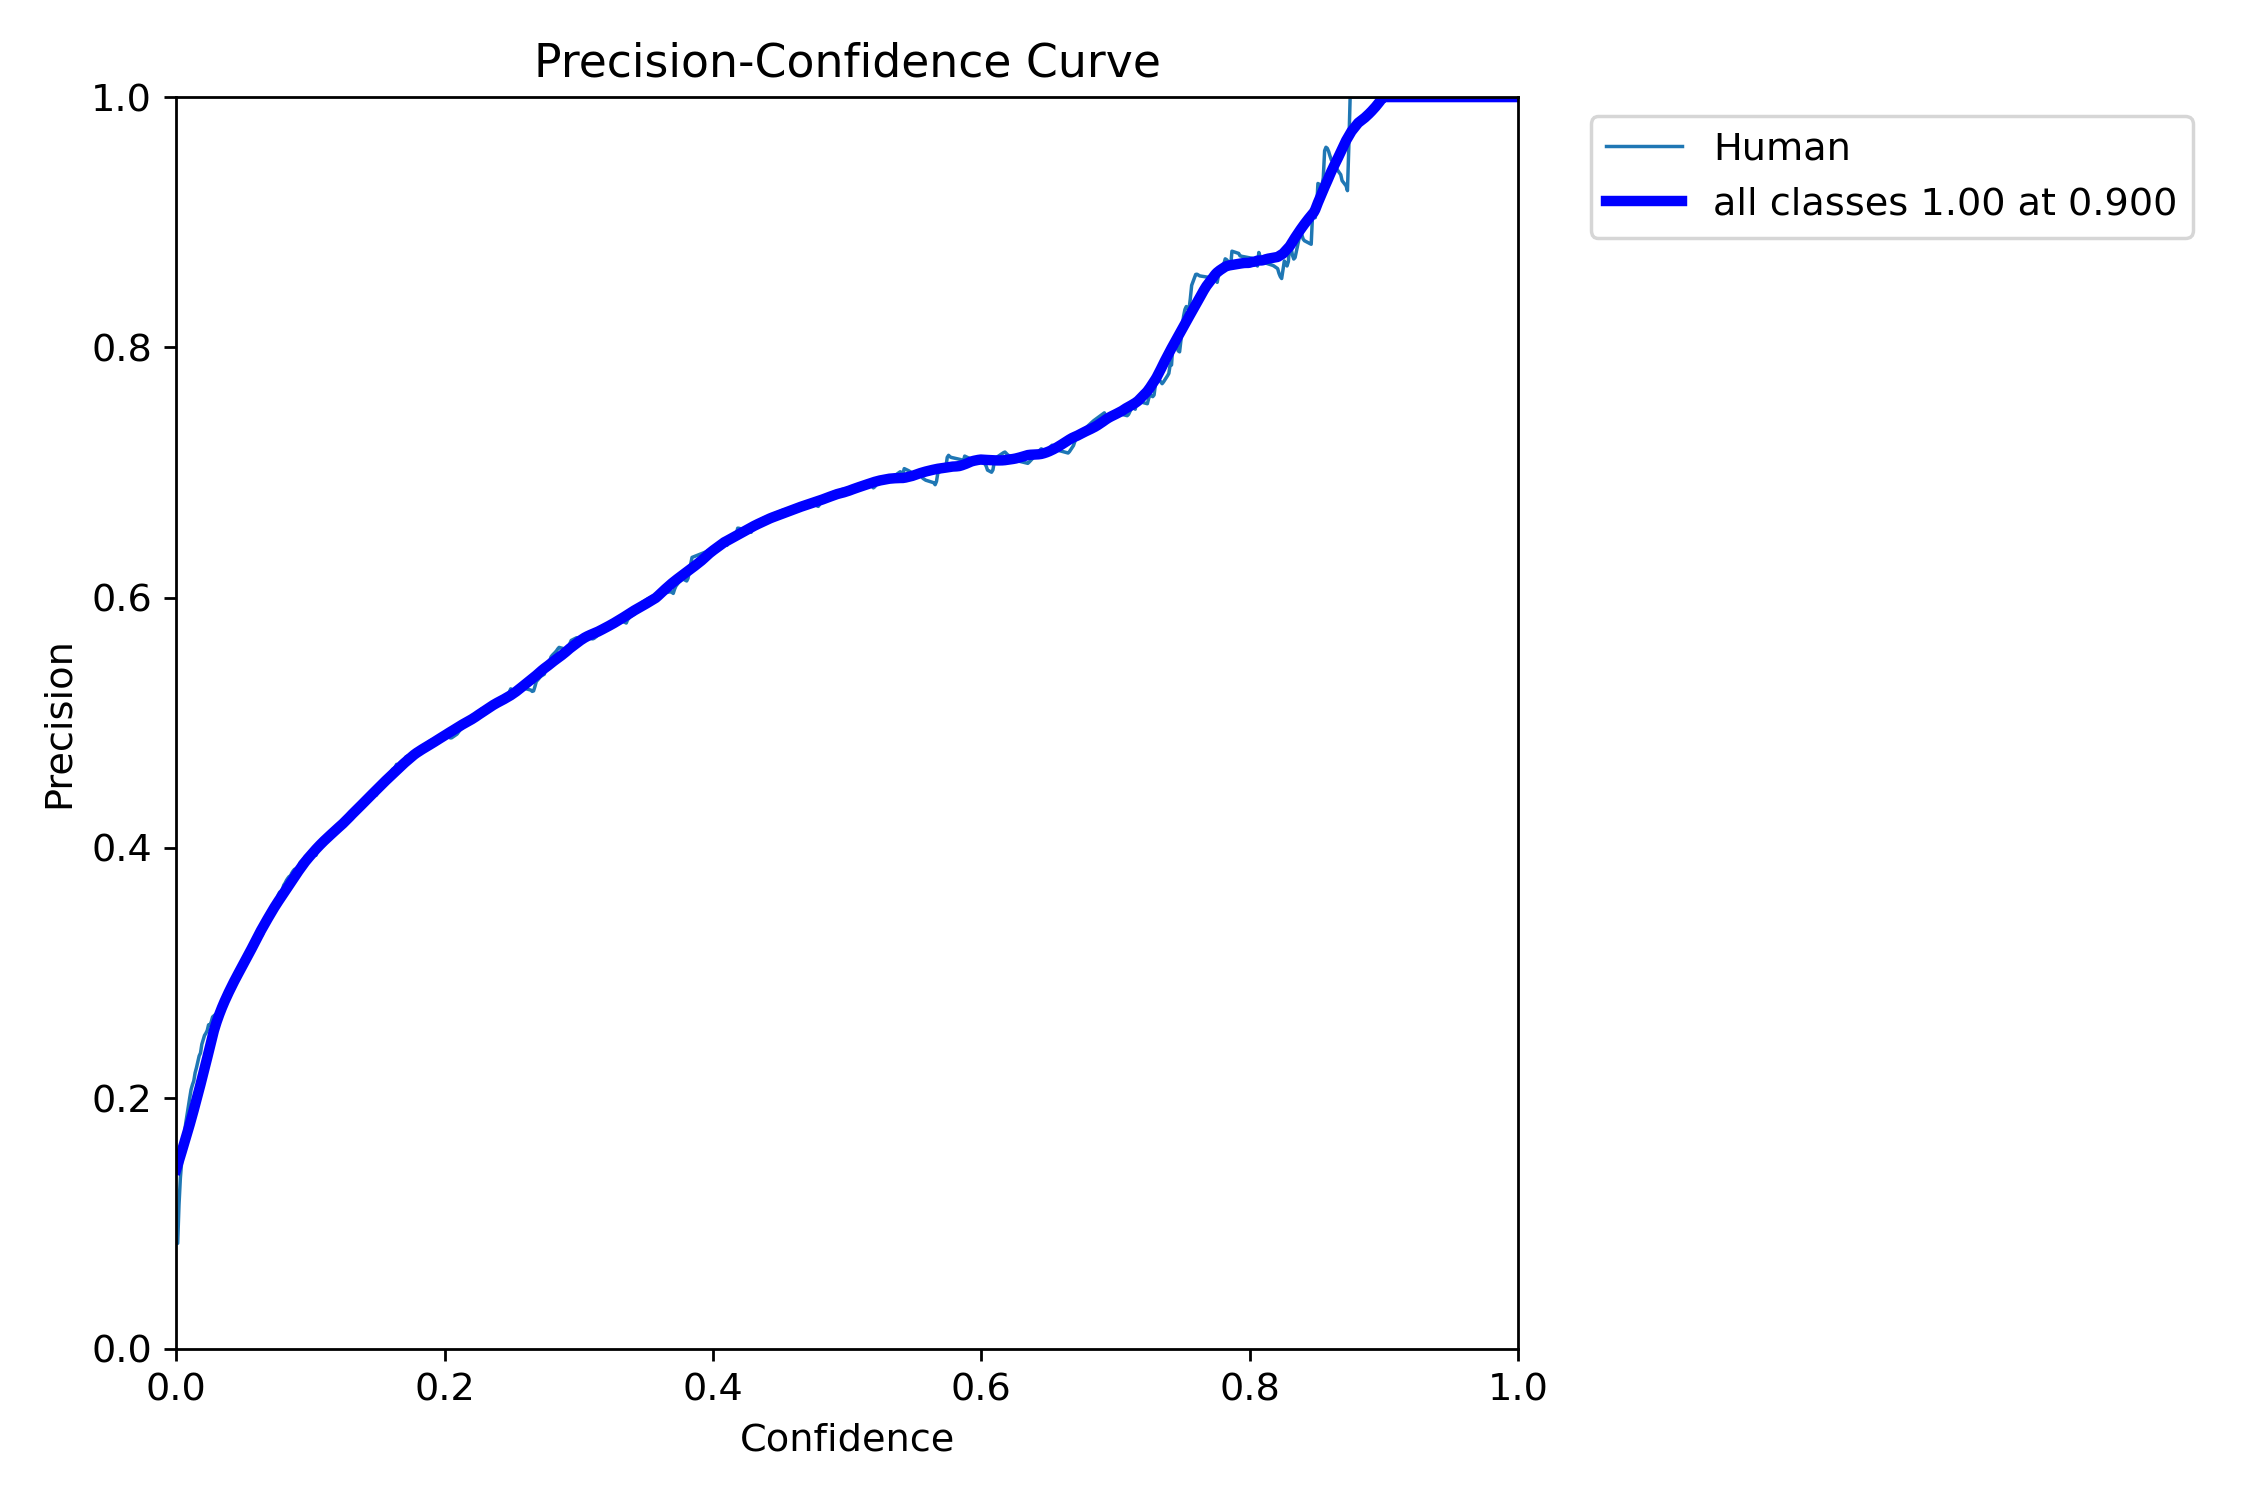 Precision-Confidence Curve
Human
all classes 1.00 at 0.900
1.0
0.8
0.6
0.4
0.2
0.0
Precision
0.0 0.2 0.4 0.6 0.8 1.0
Confidence